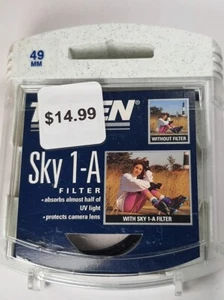 49
MM
$14.99
WITHOUT FILTER
Sky 1-A
FILTER
•absorbs almost half of
UV light
•protects camera lens
WITH SKY 1-A FILTER